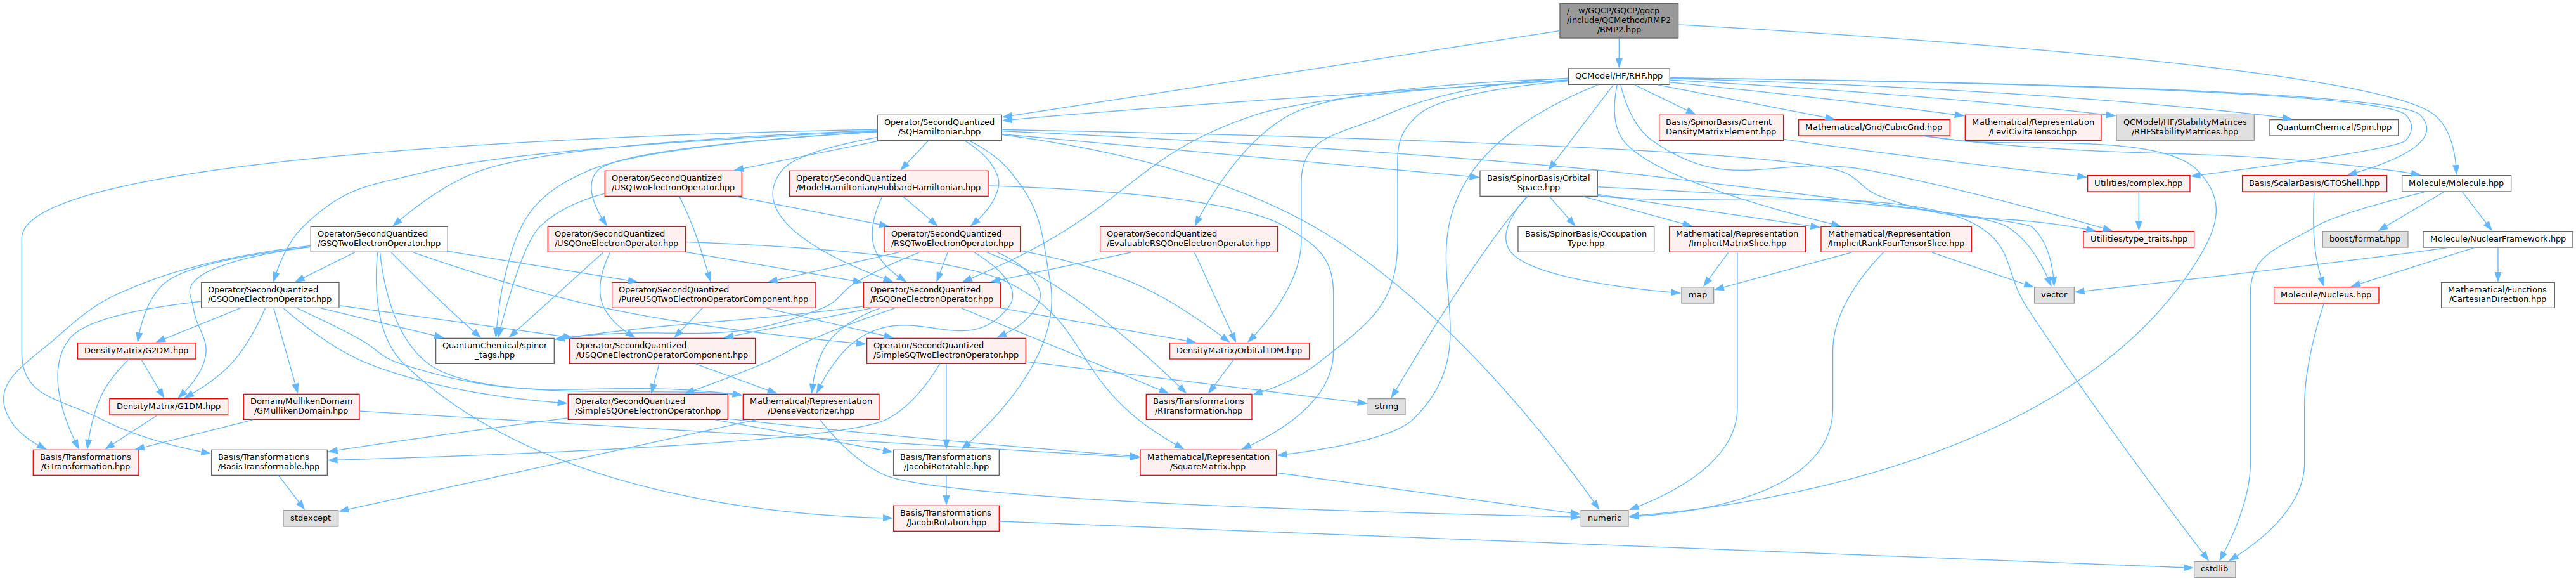 /__w/GQCP/GQCP/gqcp
/include/QCMethod/RMP2
/RMP2.hpp
QCModel/HF/RHF.hpp
Operator/SecondQuantized
/SQHamiltonian.hpp
Basis/SpinorBasis/Current
DensityMatrixElement.hpp
Mathematical/Grid/CubicGrid.hpp
Mathematical/Representation
/LeviCivitaTensor.hpp
QCModel/HF/StabilityMatrices
/RHFStabilityMatrices.hpp
QuantumChemical/Spin.hpp
Operator/SecondQuantized
/USQTwoElectronOperator.hpp
Operator/SecondQuantized
/ModelHamiltonian/HubbardHamiltonian.hpp
Basis/SpinorBasis/Orbital
Space.hpp
Utilities/complex.hpp
Basis/ScalarBasis/GTOShell.hpp
Molecule/Molecule.hpp
Operator/SecondQuantized
/GSQTwoElectronOperator.hpp
Operator/SecondQuantized
/USQOneElectronOperator.hpp
Operator/SecondQuantized
/RSQTwoElectronOperator.hpp
Operator/SecondQuantized
/EvaluableRSQOneElectronOperator.hpp
Basis/SpinorBasis/Occupation
Type.hpp
Mathematical/Representation
/ImplicitMatrixSlice.hpp
Mathematical/Representation
/ImplicitRankFourTensorSlice.hpp
Utilities/type_traits.hpp
boost/format.hpp
Molecule/NuclearFramework.hpp
Operator/SecondQuantized
/GSQOneElectronOperator.hpp
Operator/SecondQuantized
/PureUSQTwoElectronOperatorComponent.hpp
Operator/SecondQuantized
/RSQOneElectronOperator.hpp
map
vector
Molecule/Nucleus.hpp
Mathematical/Functions
/CartesianDirection.hpp
DensityMatrix/G2DM.hpp
QuantumChemical/spinor
_tags.hpp
Operator/SecondQuantized
/USQOneElectronOperatorComponent.hpp
Operator/SecondQuantized
/SimpleSQTwoElectronOperator.hpp
DensityMatrix/Orbital1DM.hpp
DensityMatrix/G1DM.hpp
Domain/MullikenDomain
/GMullikenDomain.hpp
Operator/SecondQuantized
/SimpleSQOneElectronOperator.hpp
Mathematical/Representation
/DenseVectorizer.hpp
Basis/Transformations
/RTransformation.hpp
string
Basis/Transformations
/GTransformation.hpp
Basis/Transformations
/BasisTransformable.hpp
Basis/Transformations
/JacobiRotatable.hpp
Mathematical/Representation
/SquareMatrix.hpp
stdexcept
Basis/Transformations
/JacobiRotation.hpp
numeric
cstdlib